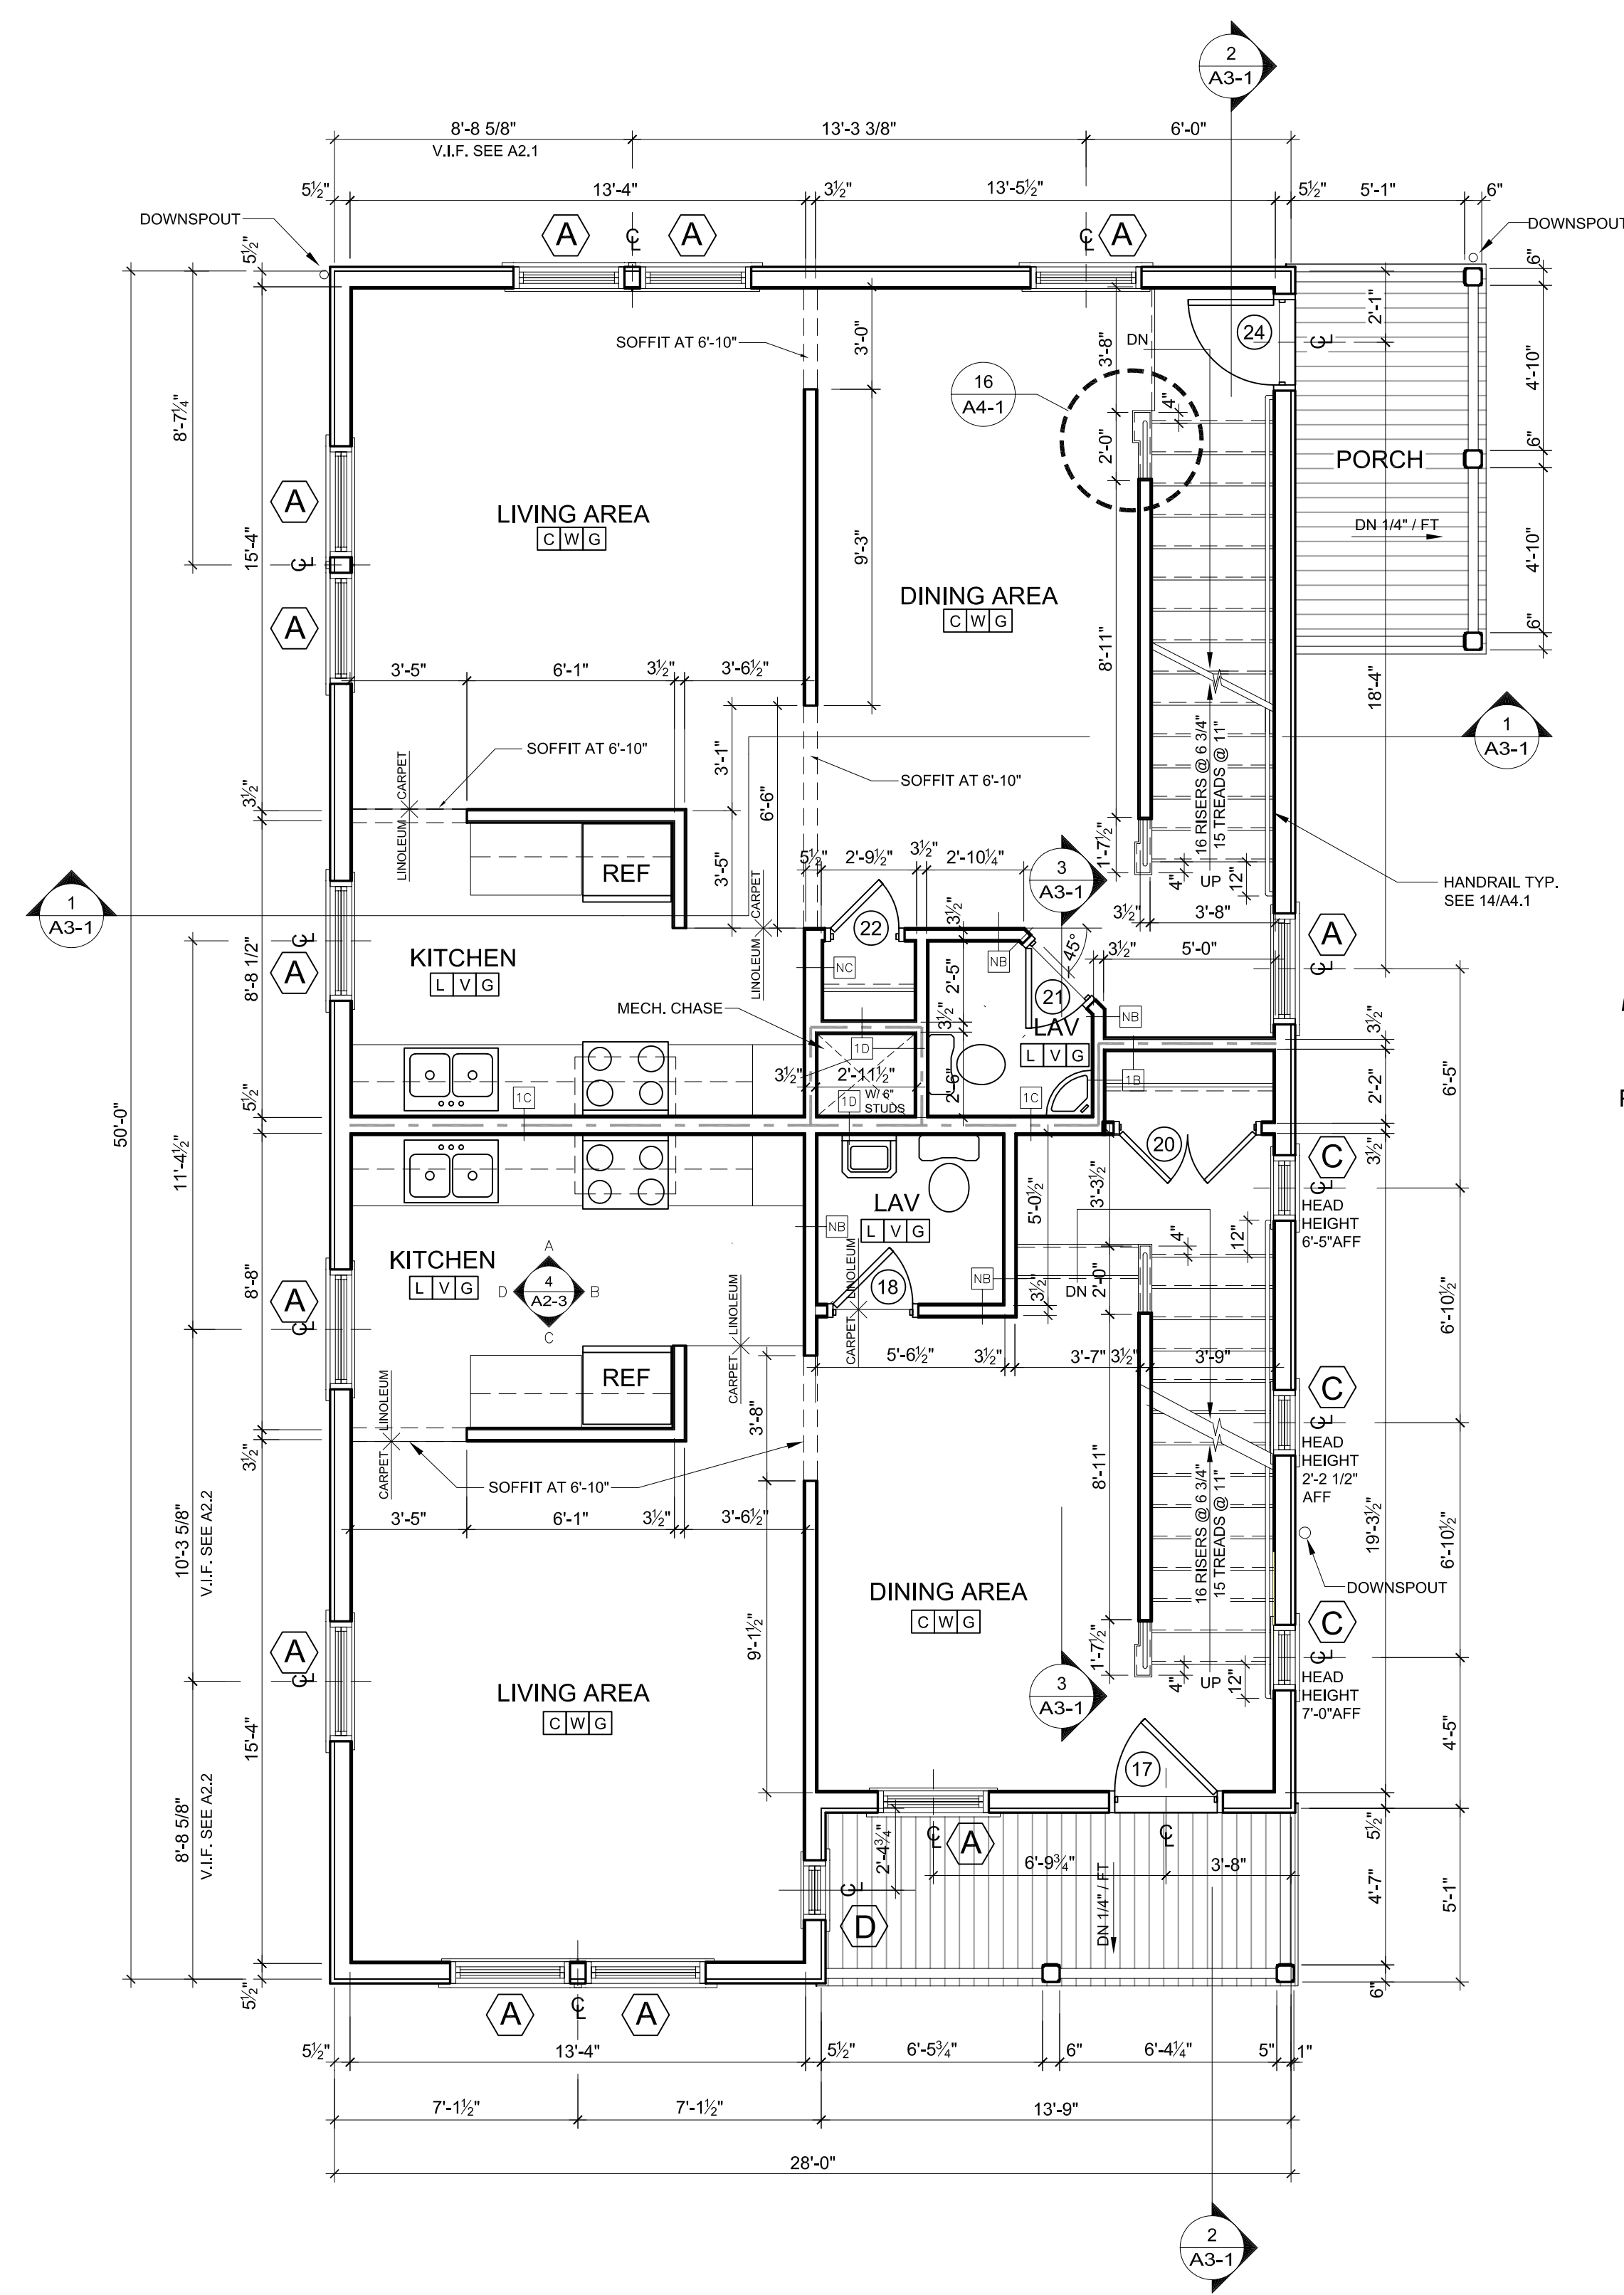 2
A3-1
8'-8 5/8"
13'-3 3/8"
6'-0"
V.I.F. SEE A2.1
5½"
13'-4"
3½"
13'-5½"
5½"
5'-1"
6"
DOWNSPOUT
A
A
A
DOWNSPOUT
5½"
6"
2'-1"
DN
24
SOFFIT AT 6'-10"
3'-0"
3'-8"
4'-10"
16
A4-1
4"
8'-7¼"
2'-0"
PORCH
6"
A
LIVING AREA
C W G
DN 1/4" / FT
15'-4"
9'-3"
4'-10"
DINING AREA
C W G
A
6"
8'-11"
3'-5"
6'-1"
3½"
3'-6½"
18'-4"
1
A3-1
SOFFIT AT 6'-10"
3'-1"
6'-6"
SOFFIT AT 6'-10"
16 RISERS @ 6 3/4"
15 TREADS @ 11"
CARPET
LINOLEUM
3½"
1'-7½"
REF
3'-5"
5½"
2'-9½"
3½"
2'-10¼"
3
A3-1
4"
UP
12"
HANDRAIL TYP.
SEE 14/A4.1
1
A3-1
CARPET
LINOLEUM
22
3½"
3½"
3'-8"
A
KITCHEN
L V G
8'-8 1/2"
A
NC
NB
45°
3½"
5'-0"
2'-5"
21
MECH. CHASE
3½"
LAV
L V G
NB
3½"
1D
3½"
2'-11½"
1B
2'-2"
6'-5"
50'-0"
5½"
1C
1D
W/ 6"
STUDS
2'-6"
1C
20
3½"
C
11'-4½"
LAV
L V G
5'-0½"
3'-3½"
HEAD
HEIGHT
6'-5"AFF
NB
KITCHEN
L V G
A
4
A2-3
D
B
C
4"
12"
8'-8"
A
LINOLEUM
CARPET
LINOLEUM
CARPET
18
NB
3½"
DN
2'-0"
6'-10½"
REF
5'-6½"
3½"
3'-7"
3½"
3'-9"
C
LINOLEUM
CARPET
3'-8"
HEAD
HEIGHT
2'-2 1/2"
AFF
3½"
SOFFIT AT 6'-10"
8'-11"
16 RISERS @ 6 3/4"
15 TREADS @ 11"
3'-5"
6'-1"
3½"
3'-6½"
19'-3½"
6'-10½"
10'-3 5/8"
V.I.F. SEE A2.2
DINING AREA
C W G
DOWNSPOUT
A
9'-1½"
C
1'-7½"
LIVING AREA
C W G
3
A3-1
4"
UP
12"
HEAD
HEIGHT
7'-0"AFF
15'-4"
17
4'-5"
8'-8 5/8"
V.I.F. SEE A2.2
A
2'-4¾"
6'-9¾"
3'-8"
5½"
D
DN 1/4" / FT
4'-7"
5'-1"
5½"
6"
A
A
5½"
13'-4"
5½"
6'-5¾"
6"
6'-4¼"
5"
1"
7'-1½"
7'-1½"
13'-9"
28'-0"
2
A3-1